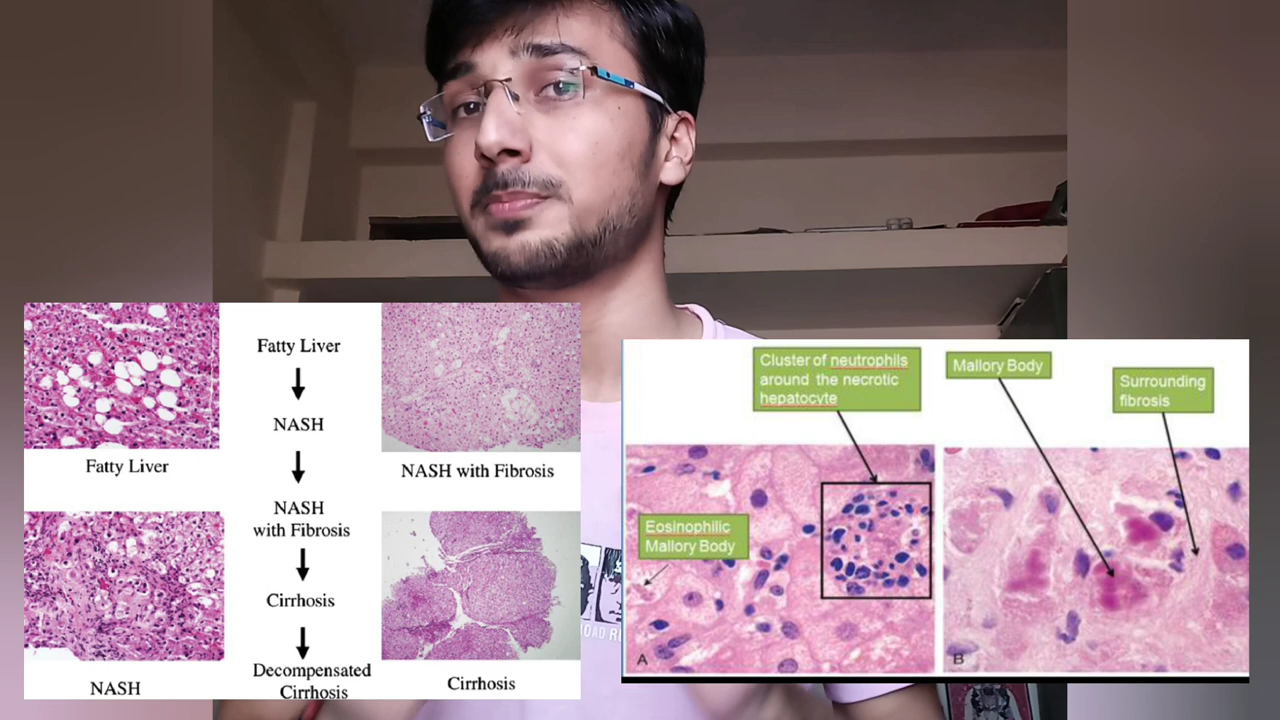 Fatty Liver
NASH
NASH
with Fibrosis
Cirrhosis
Decompensated
Cirrhosis
Fatty Liver
NASH with Fibrosis
NASH
Cirrhosis
Cluster of neutrophils
around the necrotic
hepatocyte
Mallory Body
Surrounding
fibrosis
Eosinophilic
Mallory Body
A
B